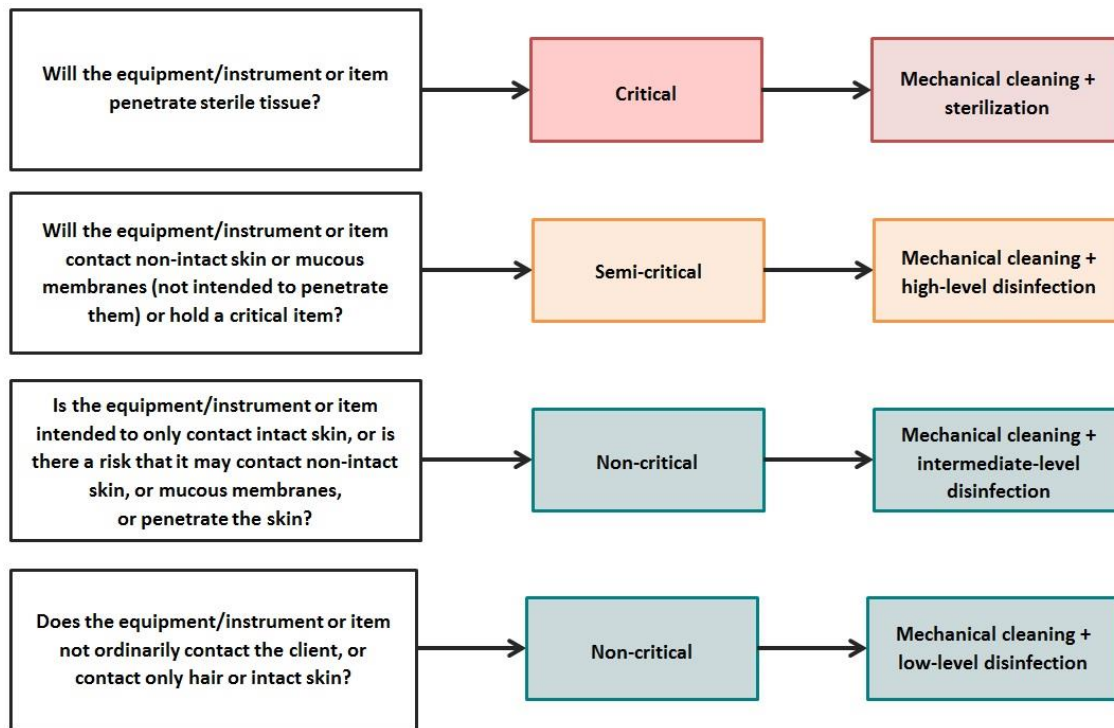 Will the equipment/instrument or item
penetrate sterile tissue?
Critical
Mechanical cleaning +
sterilization
Will the equipment/instrument or item
contact non-intact skin or mucous
membranes (not intended to penetrate
them) or hold a critical item?
Semi-critical
Mechanical cleaning +
high-level disinfection
Is the equipment/instrument or item
intended to only contact intact skin, or is
there a risk that it may contact non-intact
skin, or mucous membranes,
or penetrate the skin?
Non-critical
Mechanical cleaning +
intermediate-level
disinfection
Does the equipment/instrument or item
not ordinarily contact the client, or
contact only hair or intact skin?
Non-critical
Mechanical cleaning +
low-level disinfection